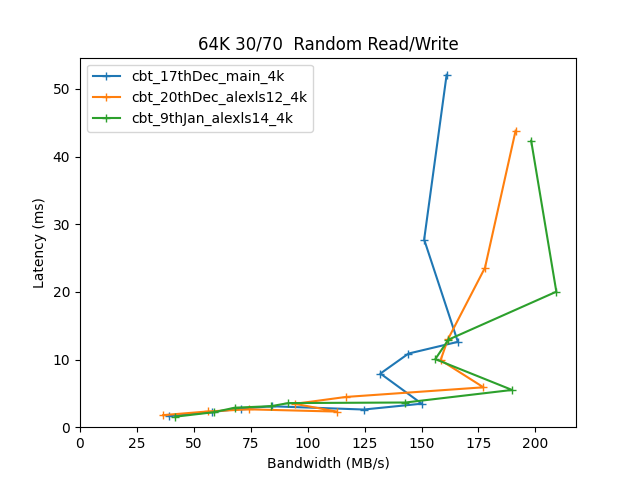 64K 30/70  Random Read/Write
cbt_17thDec_main_4k
cbt_20thDec_alexls12_4k
cbt_9thJan_alexls14_4k
Latency (ms)
50
40
30
20
10
0
0 25 50 75 100 125 150 175 200
Bandwidth (MB/s)